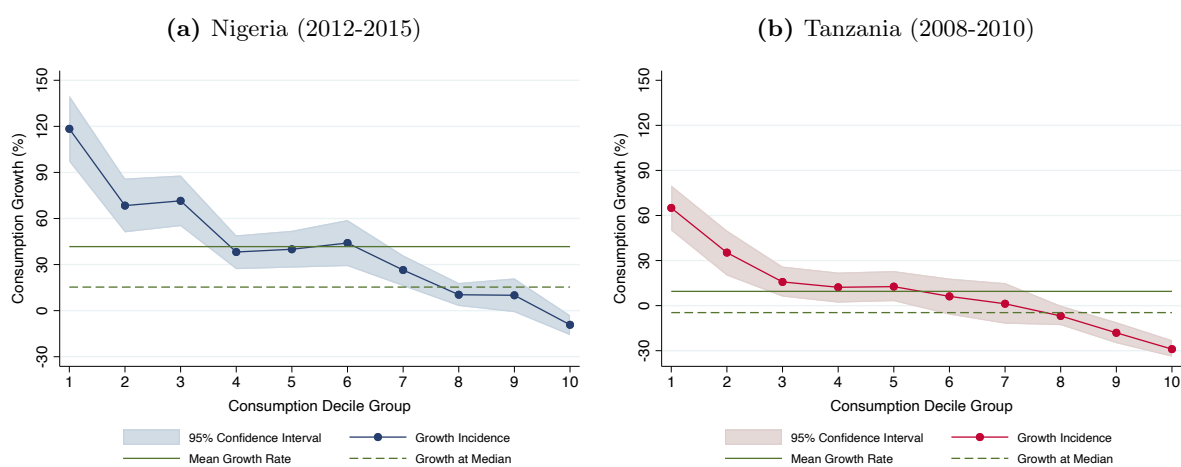 (a) Nigeria (2012-2015)
Consumption Growth (%)
150
120
90
60
30
0
-30
1 2 3 4 5 6 7 8 9 10
Consumption Decile Group
95% Confidence Interval Growth Incidence
Mean Growth Rate Growth at Median
(b) Tanzania (2008-2010)
Consumption Growth (%)
150
120
90
60
30
0
-30
1 2 3 4 5 6 7 8 9 10
Consumption Decile Group
95% Confidence Interval Growth Incidence
Mean Growth Rate Growth at Median